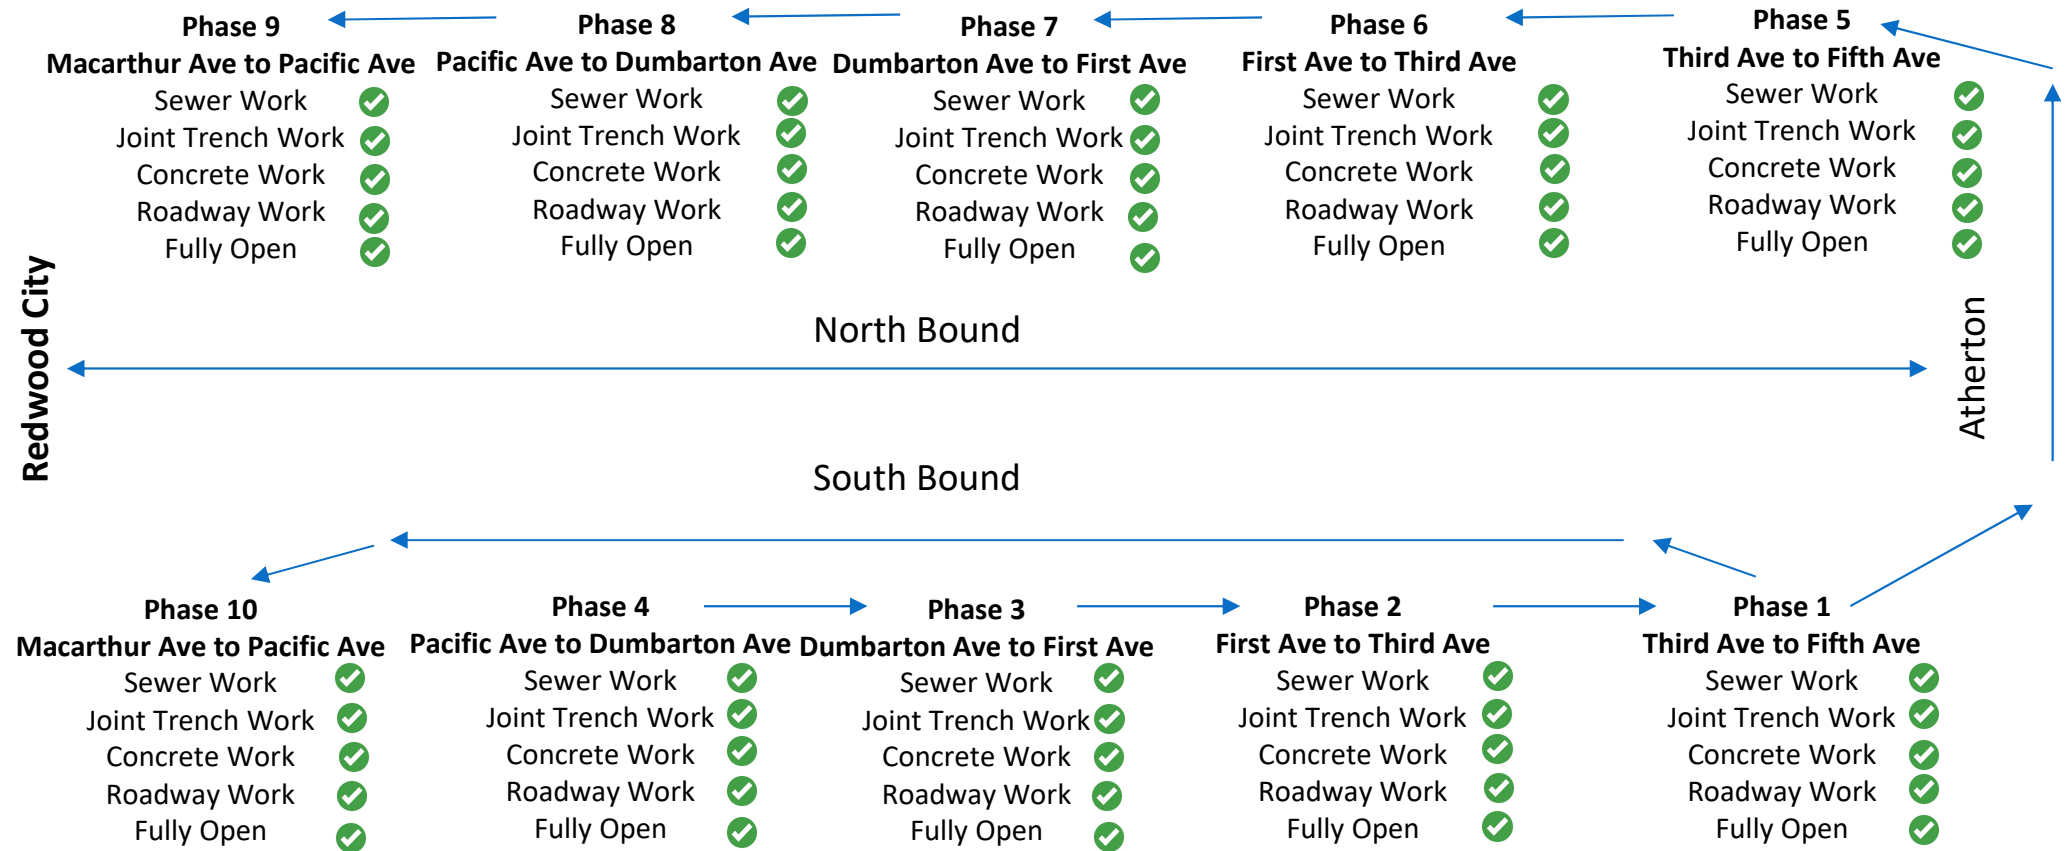 Phase 9
Macarthur Ave to Pacific Ave
Sewer Work
Joint Trench Work
Concrete Work
Roadway Work
Fully Open
Phase 8
Pacific Ave to Dumbarton Ave
Sewer Work
Joint Trench Work
Concrete Work
Roadway Work
Fully Open
Phase 7
Dumbarton Ave to First Ave
Sewer Work
Joint Trench Work
Concrete Work
Roadway Work
Fully Open
Phase 6
First Ave to Third Ave
Sewer Work
Joint Trench Work
Concrete Work
Roadway Work
Fully Open
Phase 5
Third Ave to Fifth Ave
Sewer Work
Joint Trench Work
Concrete Work
Roadway Work
Fully Open
Redwood City
North Bound
South Bound
Atherton
Phase 10
Macarthur Ave to Pacific Ave
Sewer Work
Joint Trench Work
Concrete Work
Roadway Work
Fully Open
Phase 4
Pacific Ave to Dumbarton Ave
Sewer Work
Joint Trench Work
Concrete Work
Roadway Work
Fully Open
Phase 3
Dumbarton Ave to First Ave
Sewer Work
Joint Trench Work
Concrete Work
Roadway Work
Fully Open
Phase 2
First Ave to Third Ave
Sewer Work
Joint Trench Work
Concrete Work
Roadway Work
Fully Open
Phase 1
Third Ave to Fifth Ave
Sewer Work
Joint Trench Work
Concrete Work
Roadway Work
Fully Open